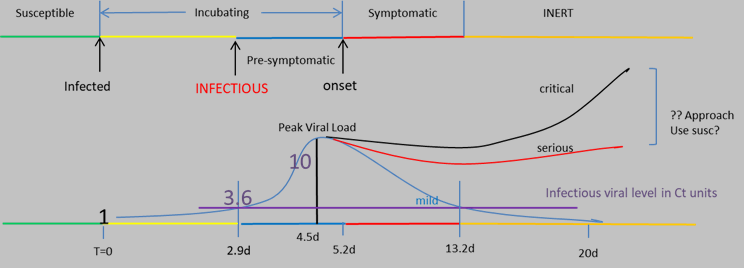 Susceptible
Incubating
Symptomatic
INERT
Pre-symptomatic
Infected
INFECTIOUS
onset
critical
Peak Viral Load
?? Approach
Use susc?
serious
10
3.6
mild
Infectious viral level in Ct units
1
T=0
2.9d
4.5d
5.2d
13.2d
20d